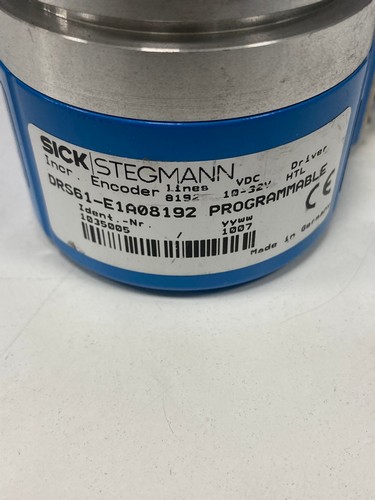 SICK|STEGMANN
Incr. Encoder lines VDC Driver
8192 10-32V HTL
DRS61-E1A08192 PROGRAMMABLE
Ident.-Nr. yyww
1035005 / 1007
CE
Made in Germany